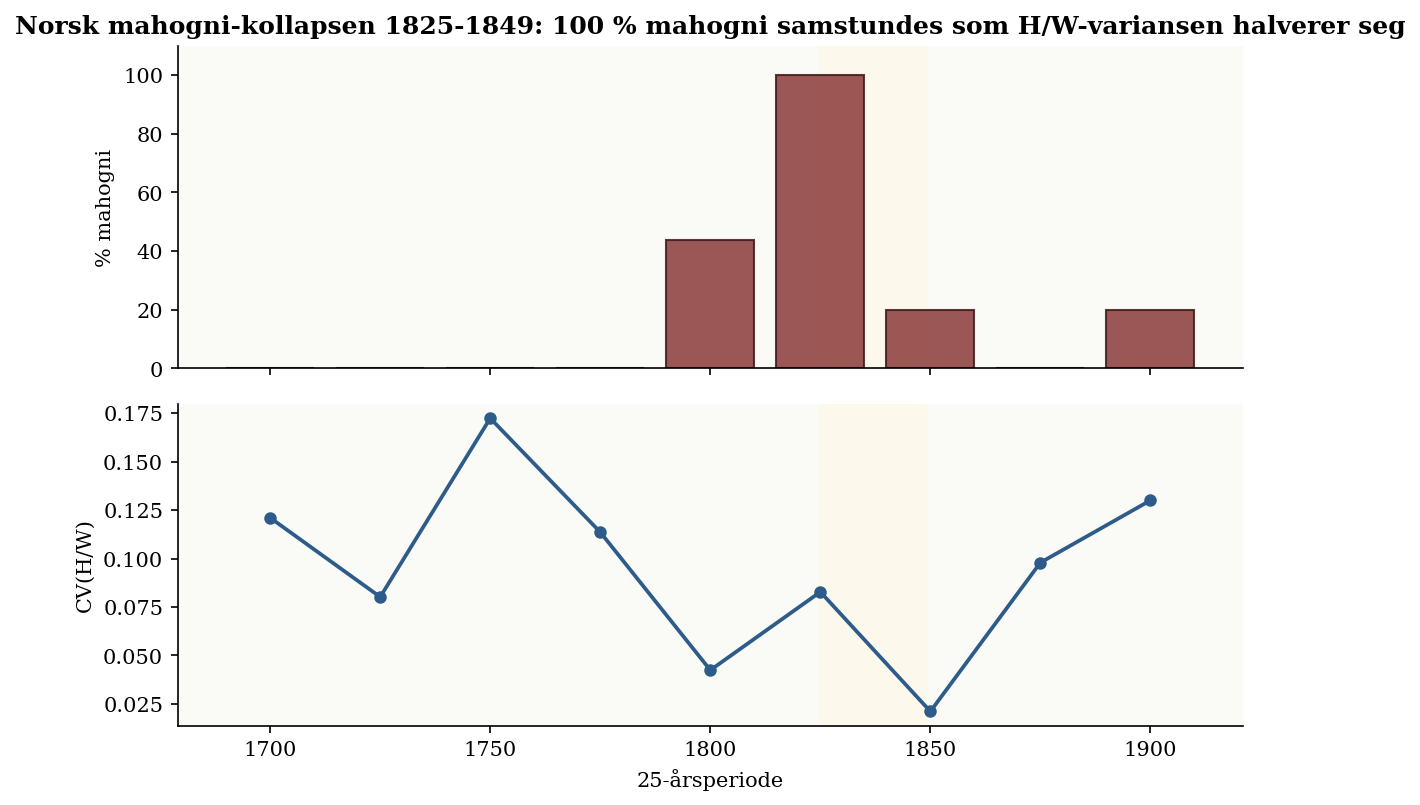 Norsk mahogni-kollapsen 1825-1849: 100 % mahogni samstundes som H/W-variansen halverer seg
100
80
60
40
20
0
% mahogni
0.175
0.150
0.125
0.100
0.075
0.050
0.025
CV(H/W)
1700 1750 1800 1850 1900
25-årsperiode